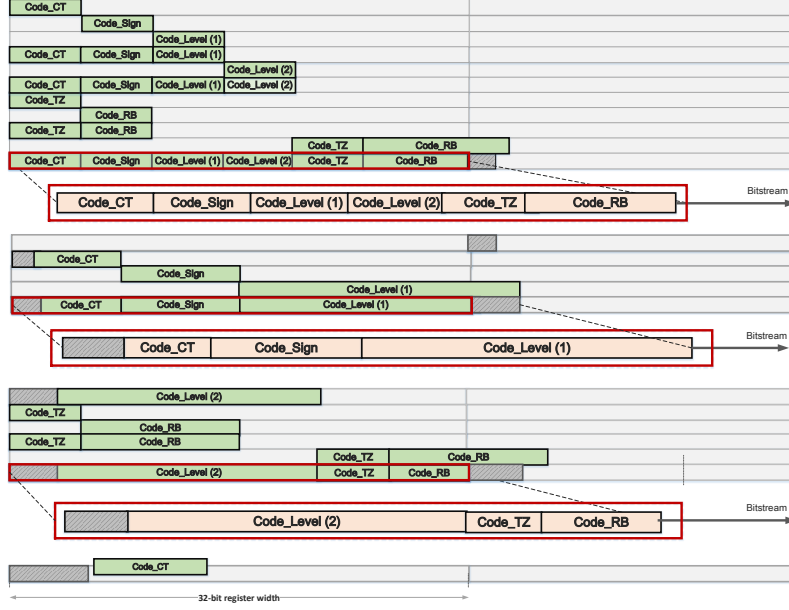 Code_CT
Code_Sign
Code_Level (1)
Code_CT Code_Sign Code_Level (1)
Code_Level (2)
Code_CT Code_Sign Code_Level (1) Code_Level (2)
Code_TZ
Code_RB
Code_TZ Code_RB
Code_TZ Code_RB
Code_CT Code_Sign Code_Level (1) Code_Level (2) Code_TZ Code_RB
Code_CT Code_Sign Code_Level (1) Code_Level (2) Code_TZ Code_RB Bitstream
Code_CT
Code_Sign
Code_Level (1)
Code_CT Code_Sign Code_Level (1)
Code_CT Code_Sign Code_Level (1) Bitstream
Code_Level (2)
Code_TZ
Code_RB
Code_TZ Code_RB
Code_TZ Code_RB
Code_Level (2) Code_TZ Code_RB
Code_Level (2) Code_TZ Code_RB Bitstream
Code_CT
32-bit register width